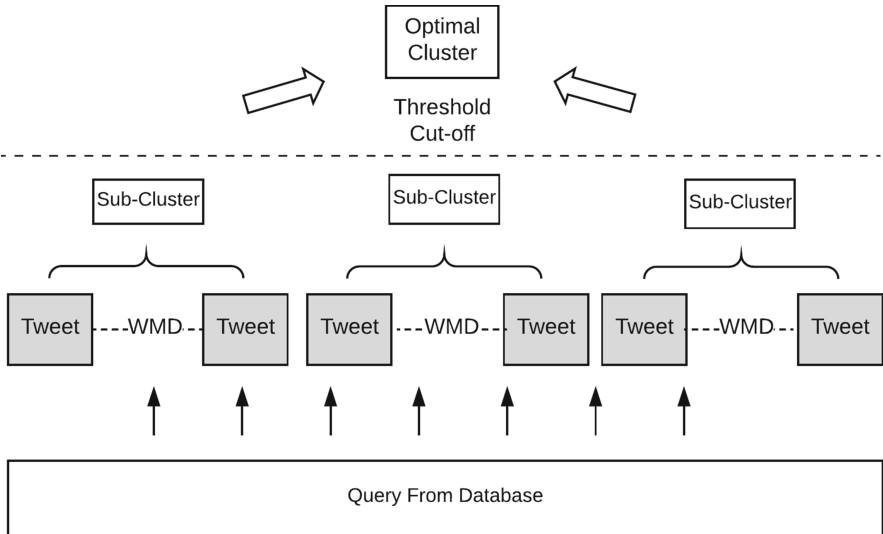 Optimal
Cluster
Threshold
Cut-off
Sub-Cluster
Sub-Cluster
Sub-Cluster
Tweet
WMD
Tweet
Tweet
WMD
Tweet
Tweet
WMD
Tweet
Query From Database